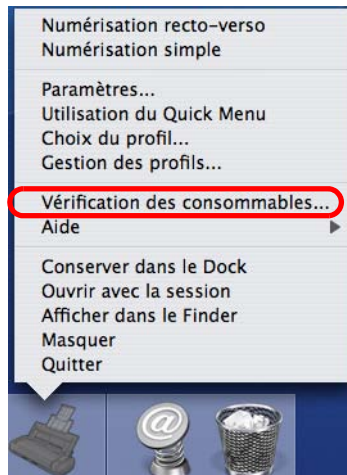 Numérisation recto-verso
Numérisation simple
Paramètres...
Utilisation du Quick Menu
Choix du profil...
Gestion des profils...
Vérification des consommables...
Aide
Conserver dans le Dock
Ouvrir avec la session
Afficher dans le Finder
Masquer
Quitter
@